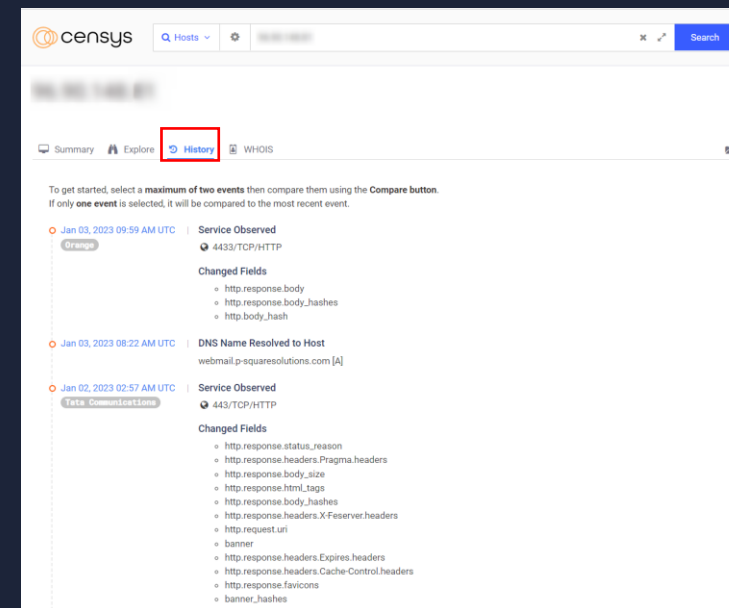 censys
Hosts
Search
Summary Explore History WHOIS
To get started, select a maximum of two events then compare them using the Compare button.
If only one event is selected, it will be compared to the most recent event.
Jan 03, 2023 09:59 AM UTC Service Observed
Orange 4433/TCP/HTTP
Changed Fields
http.response.body
http.response.body_hashes
http.body_hash
Jan 03, 2023 08:22 AM UTC DNS Name Resolved to Host
webmail.p-squaresolutions.com [A]
Jan 02, 2023 02:57 AM UTC Service Observed
Tata Communications 443/TCP/HTTP
Changed Fields
http.response.status_reason
http.response.headers.Pragma.headers
http.response.body_size
http.response.html_tags
http.response.body_hashes
http.response.headers.X-Feserver.headers
http.request.uri
banner
http.response.headers.Expires.headers
http.response.headers.Cache-Control.headers
http.response.favicons
banner_hashes